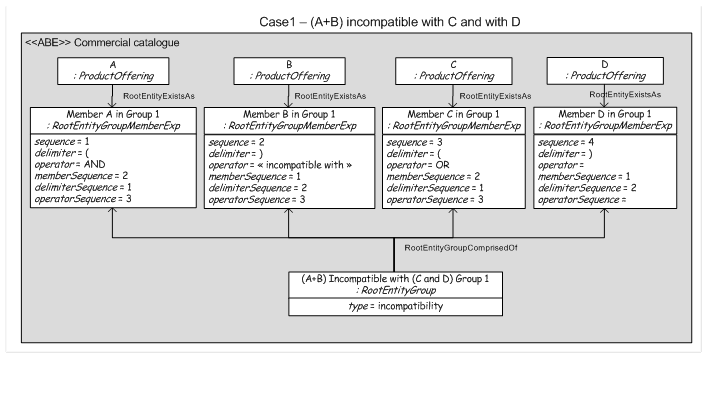 Case1 – (A+B) incompatible with C and with D
<<ABE>> Commercial catalogue
A
: ProductOffering
B
: ProductOffering
C
: ProductOffering
D
: ProductOffering
RootEntityExistsAs
RootEntityExistsAs
RootEntityExistsAs
RootEntityExistsAs
Member A in Group 1
: RootEntityGroupMemberExp
sequence = 1
delimiter = (
operator = AND
memberSequence = 2
delimiterSequence = 1
operatorSequence = 3
Member B in Group 1
: RootEntityGroupMemberExp
sequence = 2
delimiter = )
operator = « incompatible with »
memberSequence = 1
delimiterSequence = 2
operatorSequence = 3
Member C in Group 1
: RootEntityGroupMemberExp
sequence = 3
delimiter = (
operator = OR
memberSequence = 2
delimiterSequence = 1
operatorSequence = 3
Member D in Group 1
: RootEntityGroupMemberExp
sequence = 4
delimiter = )
operator =
memberSequence = 1
delimiterSequence = 2
operatorSequence =
RootEntityGroupComprisedOf
(A+B) Incompatible with (C and D) Group 1
: RootEntityGroup
type = incompatibility